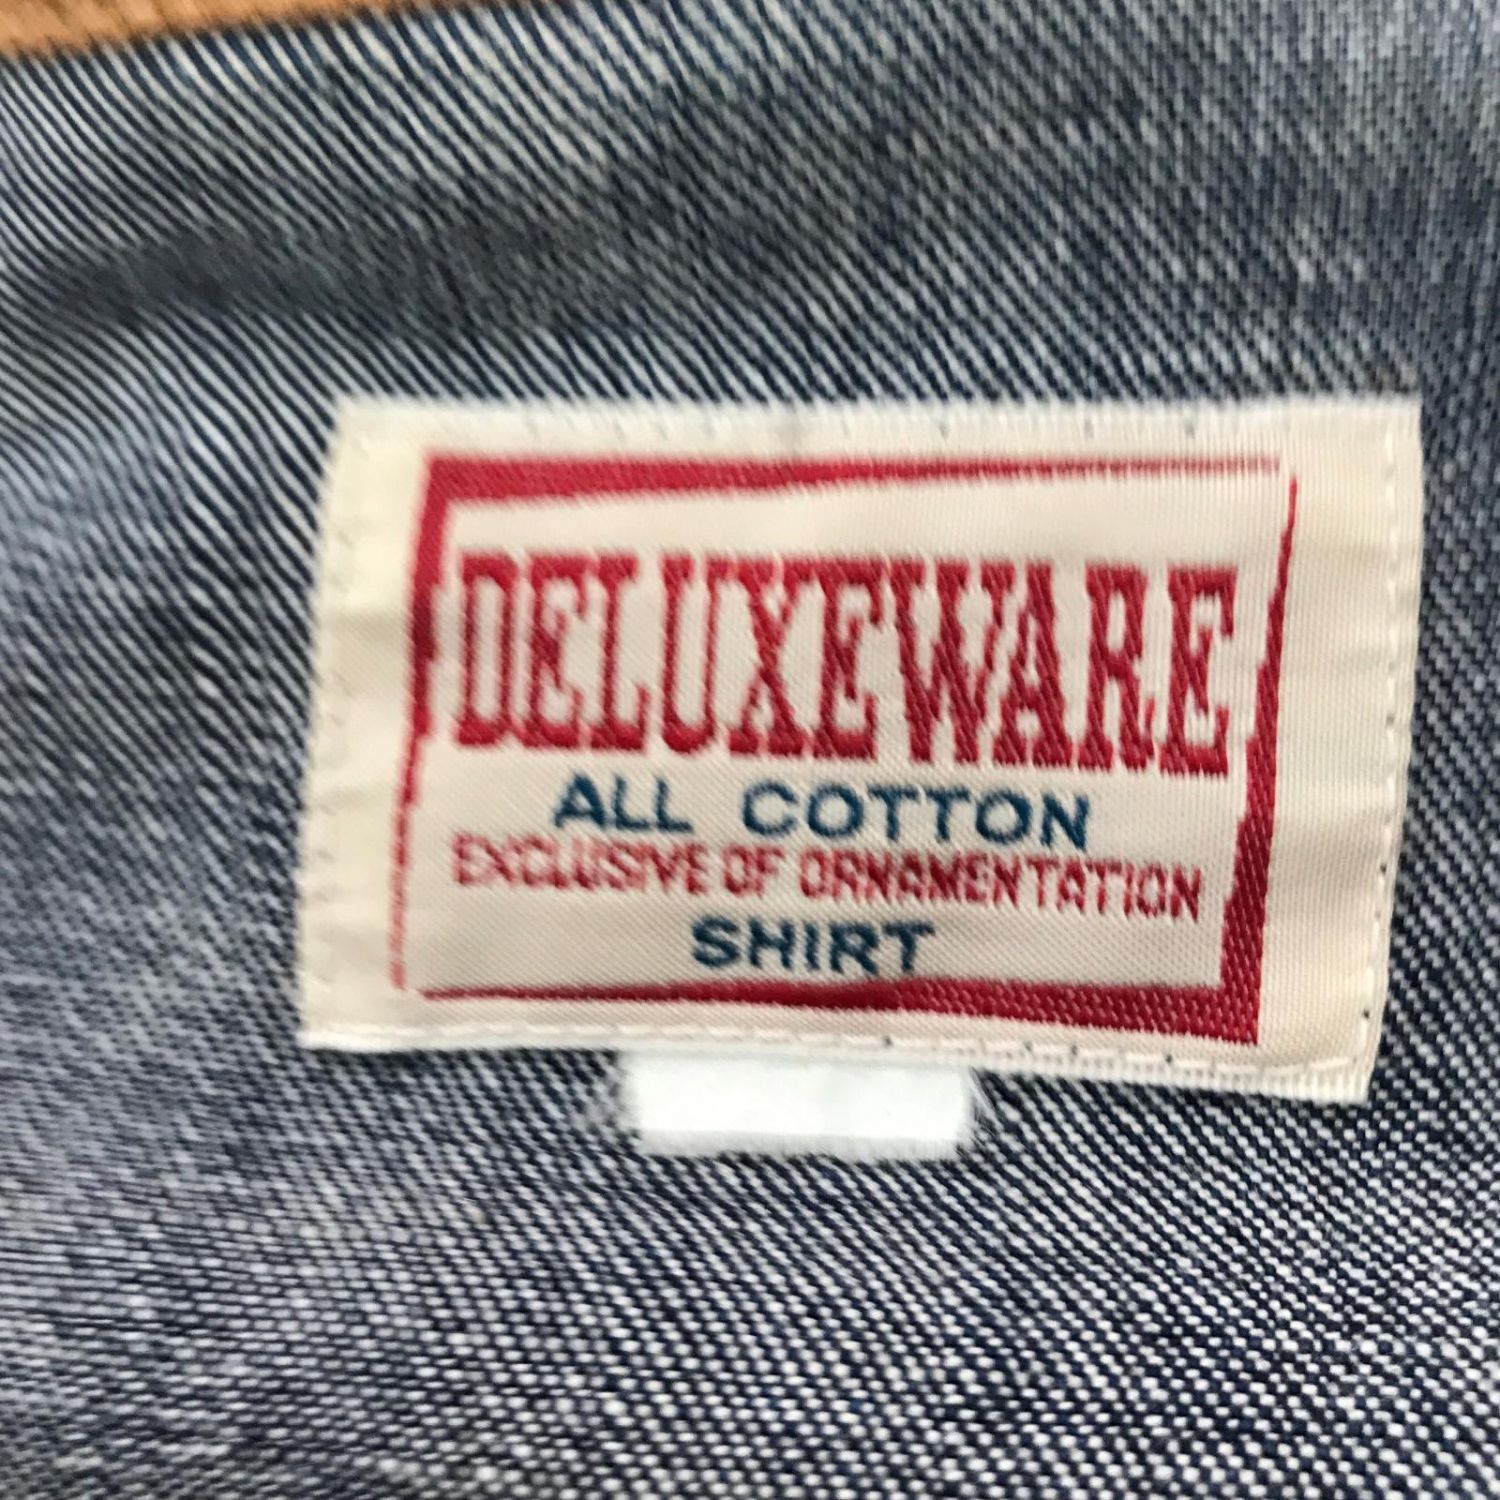 DELUXEWARE
ALL COTTON
EXCLUSIVE OF ORNAMENTATION
SHIRT